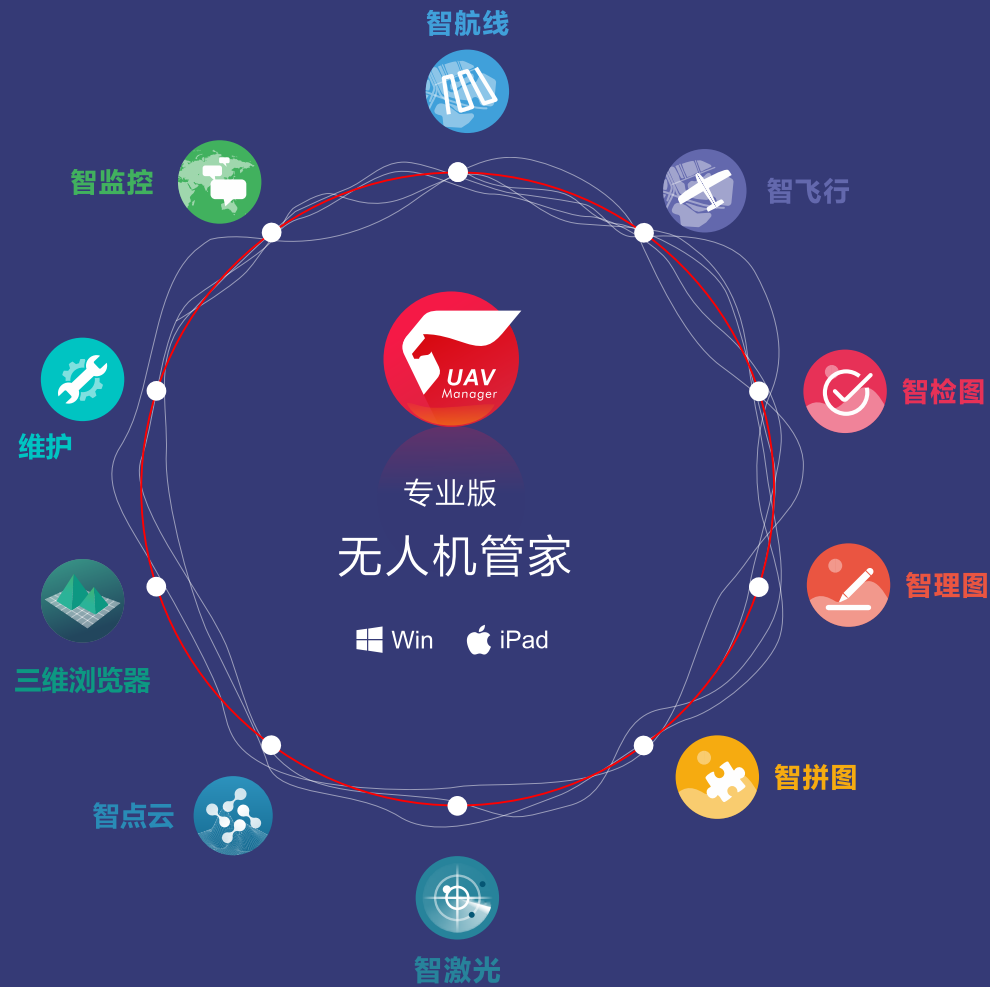 智航线
智监控
智飞行
UAV
Manager
维护
智检图
专业版
无人机管家
智理图
Win
iPad
三维浏览器
智拼图
智点云
智激光